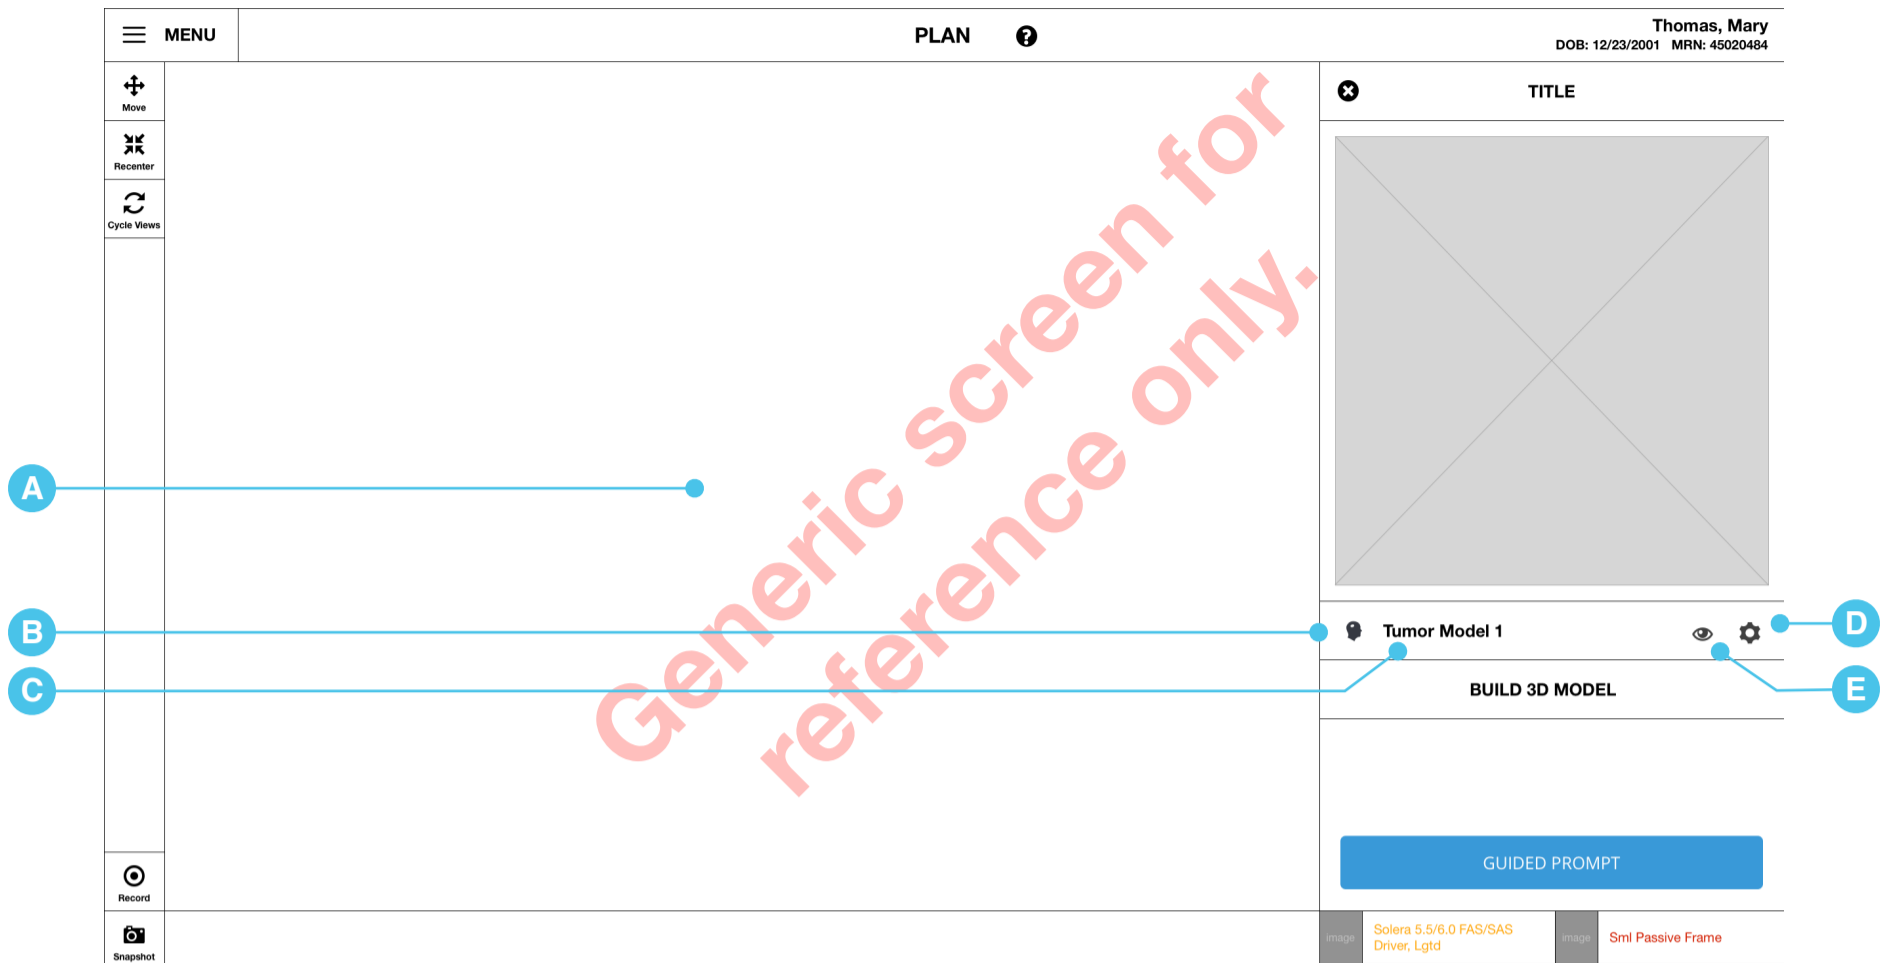 MENU
PLAN
?
Thomas, Mary
DOB: 12/23/2001 MRN: 45020484
Move
Recenter
Cycle Views
TITLE
Generic screen for
reference only.
A
B
C
Tumor Model 1
D
E
BUILD 3D MODEL
GUIDED PROMPT
Record
Snapshot
image
Solera 5.5/6.0 FAS/SAS
Driver, Lgtd
image
Sml Passive Frame